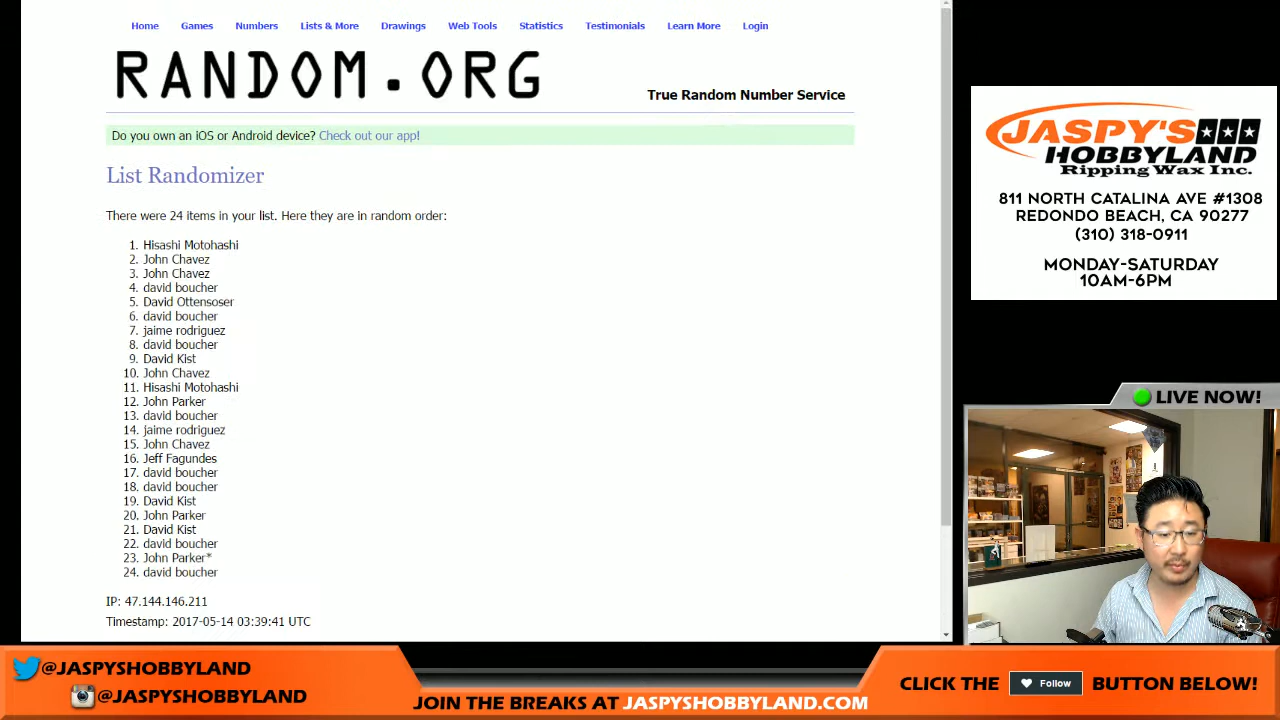 Home Games Numbers Lists & More Drawings Web Tools Statistics Testimonials Learn More Login
RANDOM.ORG
True Random Number Service
Do you own an iOS or Android device? Check out our app!
List Randomizer
There were 24 items in your list. Here they are in random order:
1. Hisashi Motohashi
2. John Chavez
3. John Chavez
4. david boucher
5. David Ottensoser
6. david boucher
7. jaime rodriguez
8. david boucher
9. David Kist
10. John Chavez
11. Hisashi Motohashi
12. John Parker
13. david boucher
14. jaime rodriguez
15. John Chavez
16. Jeff Fagundes
17. david boucher
18. david boucher
19. David Kist
20. John Parker
21. David Kist
22. david boucher
23. John Parker*
24. david boucher
IP: 47.144.146.211
Timestamp: 2017-05-14 03:39:41 UTC
JASPY'S
HOBBYLAND
Ripping Wax Inc.
811 NORTH CATALINA AVE #1308
REDONDO BEACH, CA 90277
(310) 318-0911
MONDAY-SATURDAY
10AM-6PM
LIVE NOW!
@JASPYSHOBBYLAND
@JASPYSHOBBYLAND
JOIN THE BREAKS AT JASPYSHOBBYLAND.COM
CLICK THE Follow BUTTON BELOW!